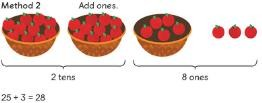 Method 2 Add ones.
2 tens 8 ones
25 + 3 = 28